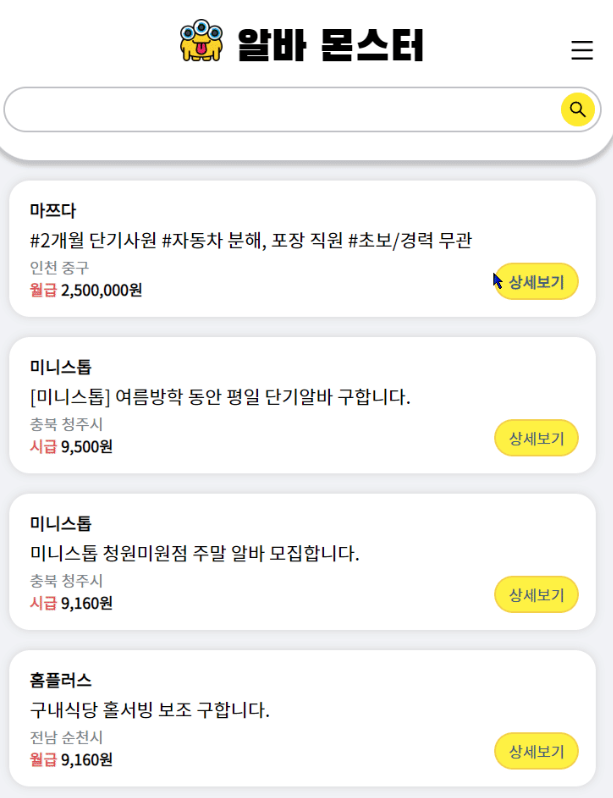 알바 몬스터
마쯔다
#2개월 단기사원 #자동차 분해, 포장 직원 #초보/경력 무관
인천 중구
월급 2,500,000원
상세보기
미니스톱
[미니스톱] 여름방학 동안 평일 단기알바 구합니다.
충북 청주시
시급 9,500원
상세보기
미니스톱
미니스톱 청원미원점 주말 알바 모집합니다.
충북 청주시
시급 9,160원
상세보기
홈플러스
구내식당 홀서빙 보조 구합니다.
전남 순천시
월급 9,160원
상세보기